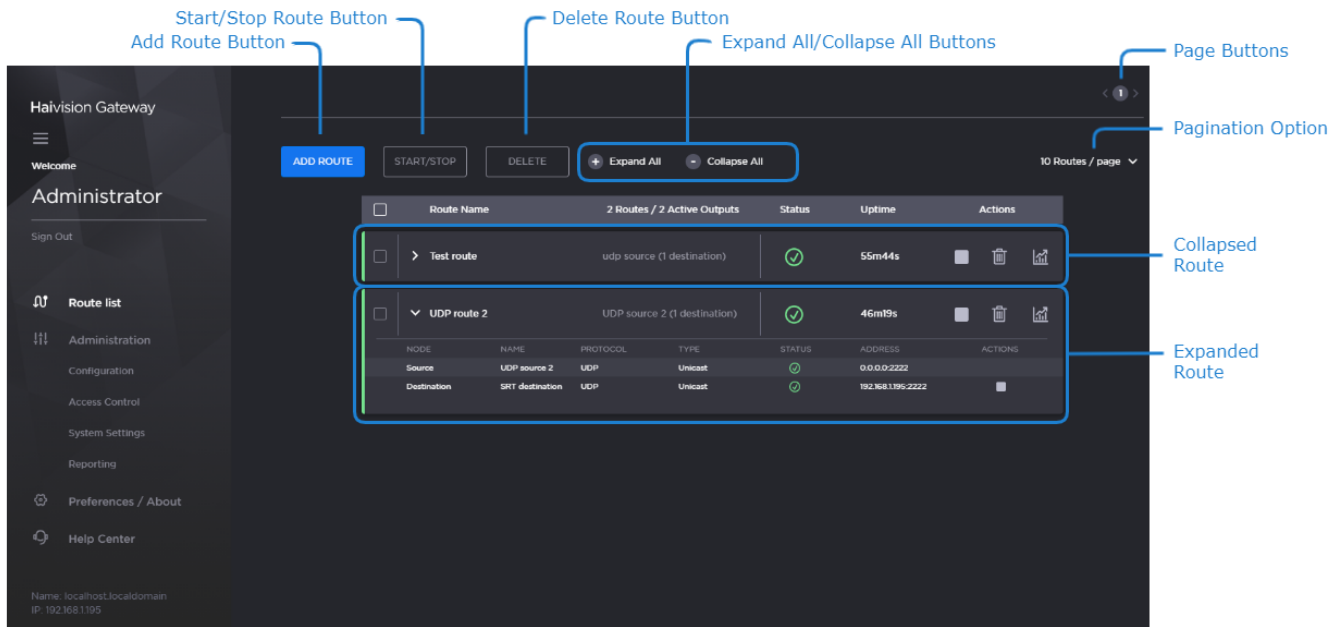 Start/Stop Route Button
Delete Route Button
Add Route Button
Expand All/Collapse All Buttons
Page Buttons
Haivision Gateway
< 1 >
Pagination Option
Welcome
ADD ROUTE START/STOP DELETE + Expand All - Collapse All 10 Routes / page
Administrator
Route Name 2 Routes / 2 Active Outputs Status Uptime Actions
Sign Out
Test route udp source (1 destination) 55m44s
Collapsed
Route
Route list
UDP route 2 UDP source 2 (1 destination) 46m19s
Administration
NODE NAME PROTOCOL TYPE STATUS ADDRESS ACTIONS
Expanded
Route
Configuration
Source UDP source 2 UDP Unicast 0.0.0.0:2222
Destination SRT destination UDP Unicast 192.168.1.195:2222
Access Control
System Settings
Reporting
Preferences / About
Help Center
Name: localhost.localdomain
IP: 192.168.1.195